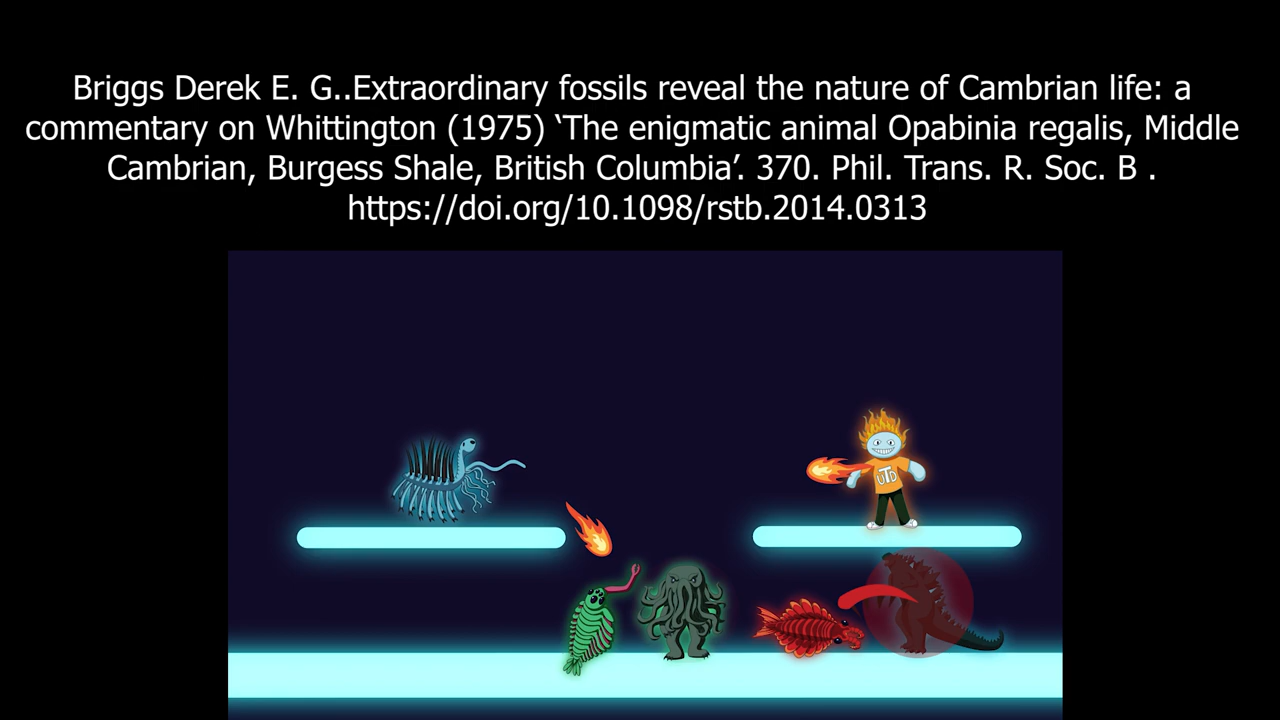 Briggs Derek E. G..Extraordinary fossils reveal the nature of Cambrian life: a
commentary on Whittington (1975) ‘The enigmatic animal Opabinia regalis, Middle
Cambrian, Burgess Shale, British Columbia’. 370. Phil. Trans. R. Soc. B .
https://doi.org/10.1098/rstb.2014.0313
UTD